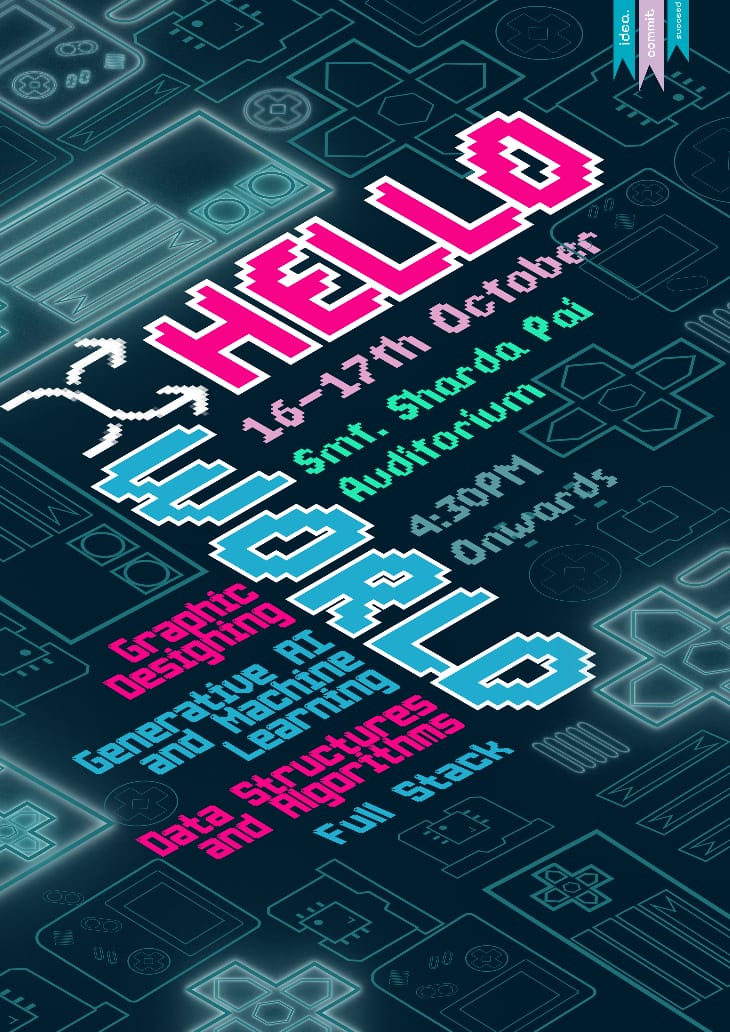 idea.
commit.
succeed
HELLO
16-17th October
Smt. Sharda Pai
Auditorium
4:30PM
Onwards
WORLD
Graphic
Designing
Generative AI
and Machine
Learning
Data Structures
and Algorithms
Full Stack